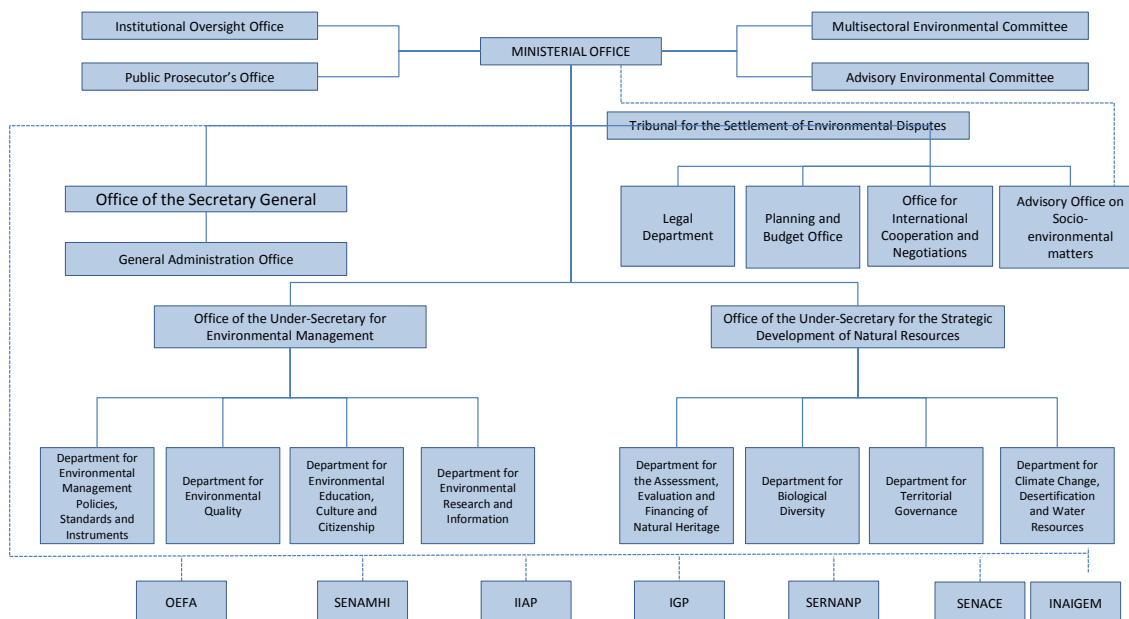 Institutional Oversight Office
Multisectoral Environmental Committee
MINISTERIAL OFFICE
Public Prosecutor's Office
Advisory Environmental Committee
Tribunal for the Settlement of Environmental Disputes
Office of the Secretary General
General Administration Office
Legal
Department
Planning and
Budget Office
Office for
International
Cooperation and
Negotiations
Advisory Office on
Socio-
environmental
matters
Office of the Under-Secretary for
Environmental Management
Office of the Under-Secretary for the Strategic
Development of Natural Resources
Department for
Environmental
Management
Policies,
Standards and
Instruments
Department for
Environmental
Quality
Department for
Environmental
Education,
Culture and
Citizenship
Department for
Environmental
Research and
Information
Department for
the Assessment,
Evaluation and
Financing of
Natural Heritage
Department for
Biological
Diversity
Department for
Territorial
Governance
Department for
Climate Change,
Desertification
and Water
Resources
OEFA
SENAMHI
IIAP
IGP
SERNANP
SENACE
INAIGEM